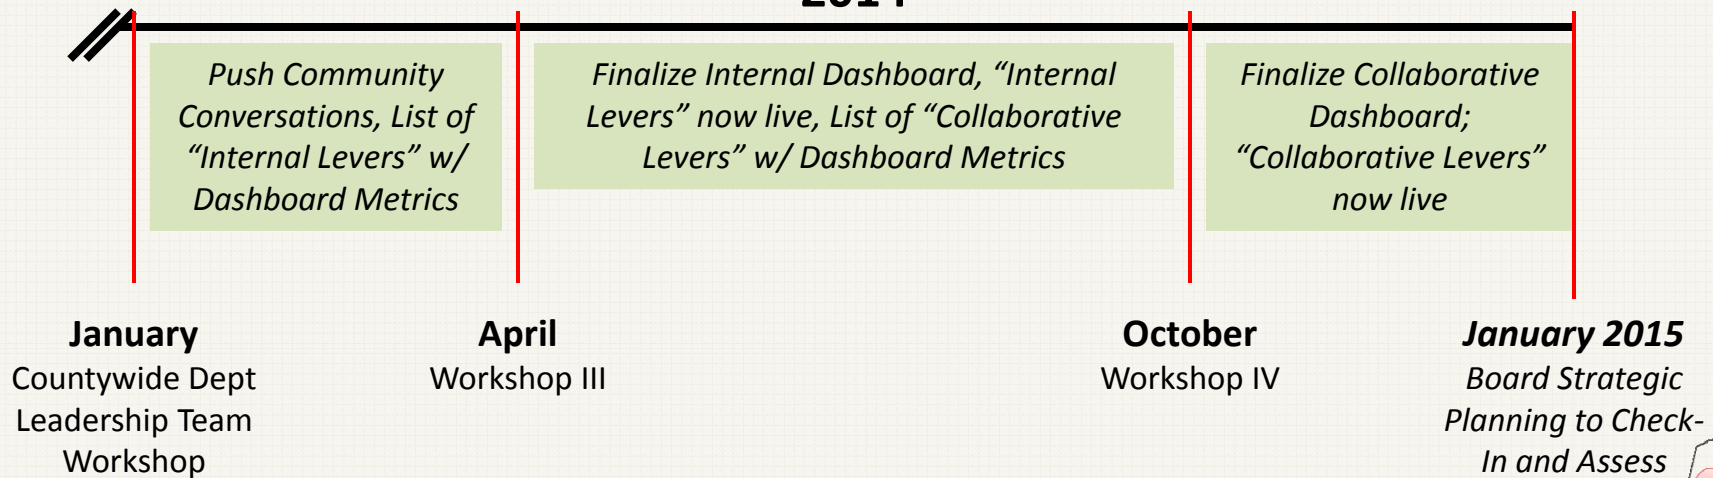 2014
Push Community
Conversations, List of
“Internal Levers” w/
Dashboard Metrics
Finalize Internal Dashboard, “Internal
Levers” now live, List of “Collaborative
Levers” w/ Dashboard Metrics
Finalize Collaborative
Dashboard;
“Collaborative Levers”
now live
January
Countywide Dept
Leadership Team
Workshop
April
Workshop III
October
Workshop IV
January 2015
Board Strategic
Planning to Check-
In and Assess